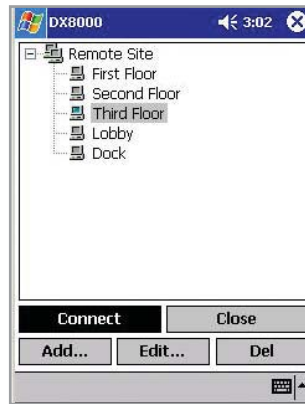 DX8000 3:02
Remote Site
First Floor
Second Floor
Third Floor
Lobby
Dock
Connect Close
Add... Edit... Del